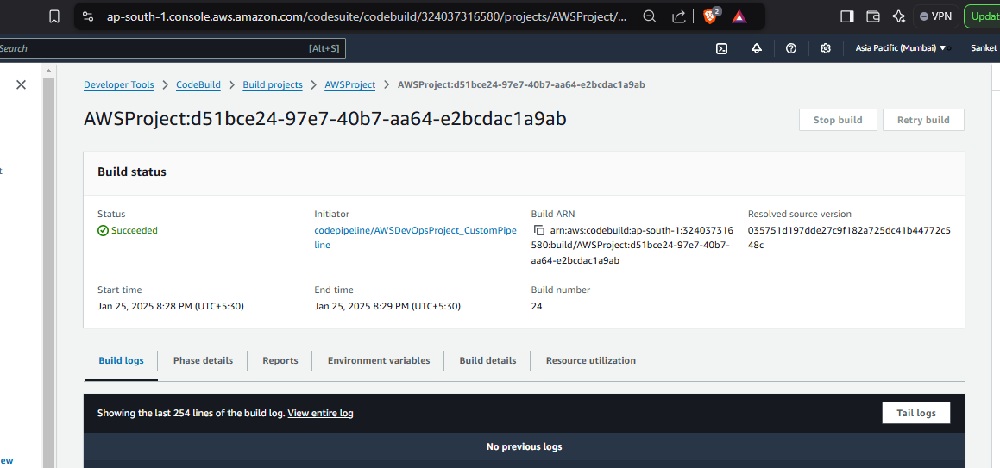 ap-south-1.console.aws.amazon.com/codesuite/codebuild/324037316580/projects/AWSProject/...
2
VPN
Updat
Search
[Alt+S]
Asia Pacific (Mumbai)
Sanket
Developer Tools > CodeBuild > Build projects > AWSProject > AWSProject:d51bce24-97e7-40b7-aa64-e2bcdac1a9ab
AWSProject:d51bce24-97e7-40b7-aa64-e2bcdac1a9ab
Stop build
Retry build
Build status
Status
Succeeded
Initiator
codepipeline/AWSDevOpsProject_CustomPipe
line
Build ARN
arn:aws:codebuild:ap-south-1:324037316
580:build/AWSProject:d51bce24-97e7-40b7-
aa64-e2bcdac1a9ab
Resolved source version
035751d197dde27c9f182a725dc41b44772c5
48c
Start time
Jan 25, 2025 8:28 PM (UTC+5:30)
End time
Jan 25, 2025 8:29 PM (UTC+5:30)
Build number
24
Build logs
Phase details
Reports
Environment variables
Build details
Resource utilization
Showing the last 254 lines of the build log. View entire log
Tail logs
No previous logs
t
ew